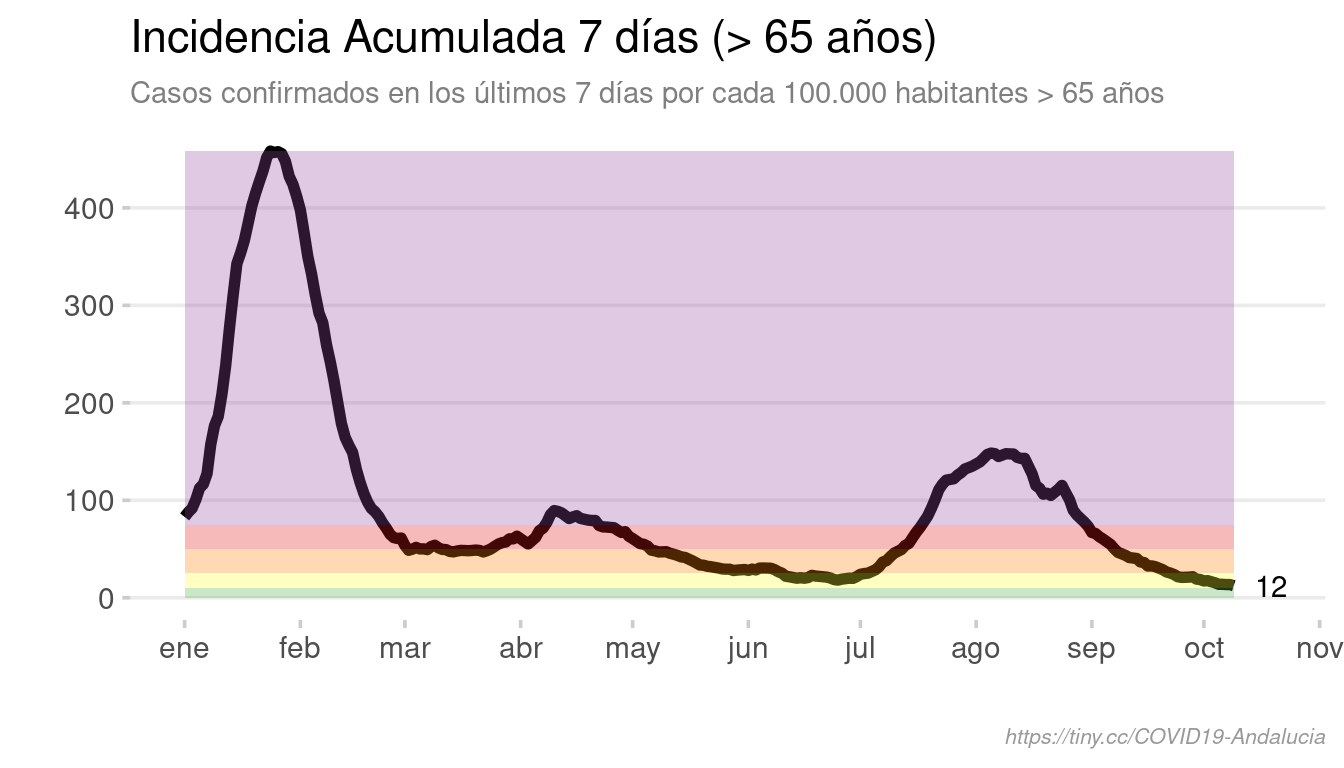 Incidencia Acumulada 7 días (> 65 años)
Casos confirmados en los últimos 7 días por cada 100.000 habitantes > 65 años
400
300
200
100
0
12
ene feb mar abr may jun jul ago sep oct nov
https://tiny.cc/COVID19-Andalucia